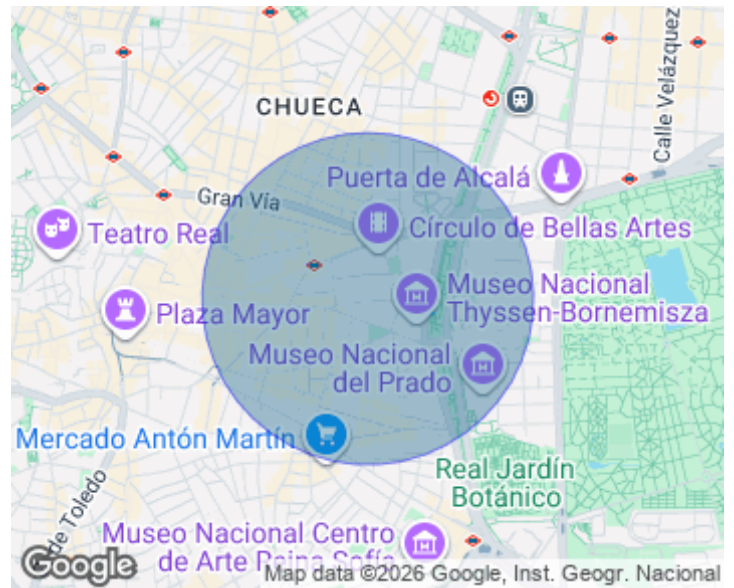 Calle Velázquez
CHUECA
Puerta de Alcalá
Gran Vía
Teatro Real
Círculo de Bellas Artes
Museo Nacional
Thyssen-Bornemisza
Plaza Mayor
Museo Nacional
del Prado
Mercado Antón Martín
Real Jardín
Botánico
de Toledo
Museo Nacional Centro
de Arte Reina Sofía
Google
Map data ©2026 Google, Inst. Geogr. Nacional